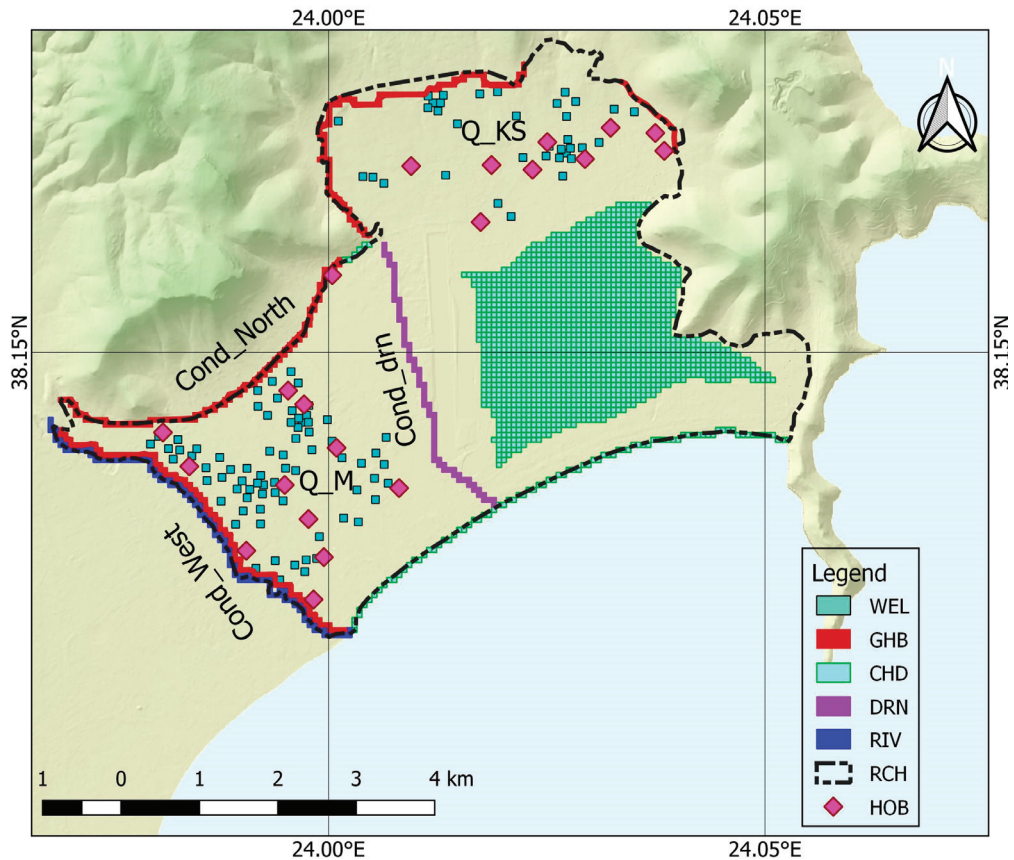 24.00°E 24.05°E
N
Q_KS
38.15°N 38.15°N
Cond_North
Cond_drn
Q_M
Cond_West
Legend
WEL
GHB
CHD
DRN
RIV
RCH
HOB
1 0 1 2 3 4 km
24.00°E 24.05°E